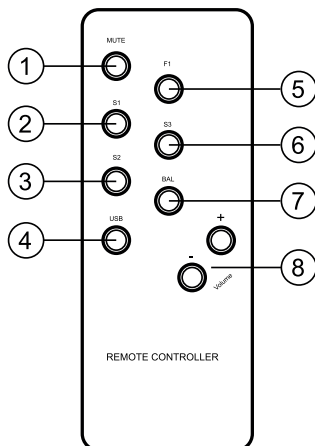 MUTE
1
F1
5
S1
2
S3
6
S2
3
BAL
7
USB
4
+
-
8
Volume
REMOTE CONTROLLER